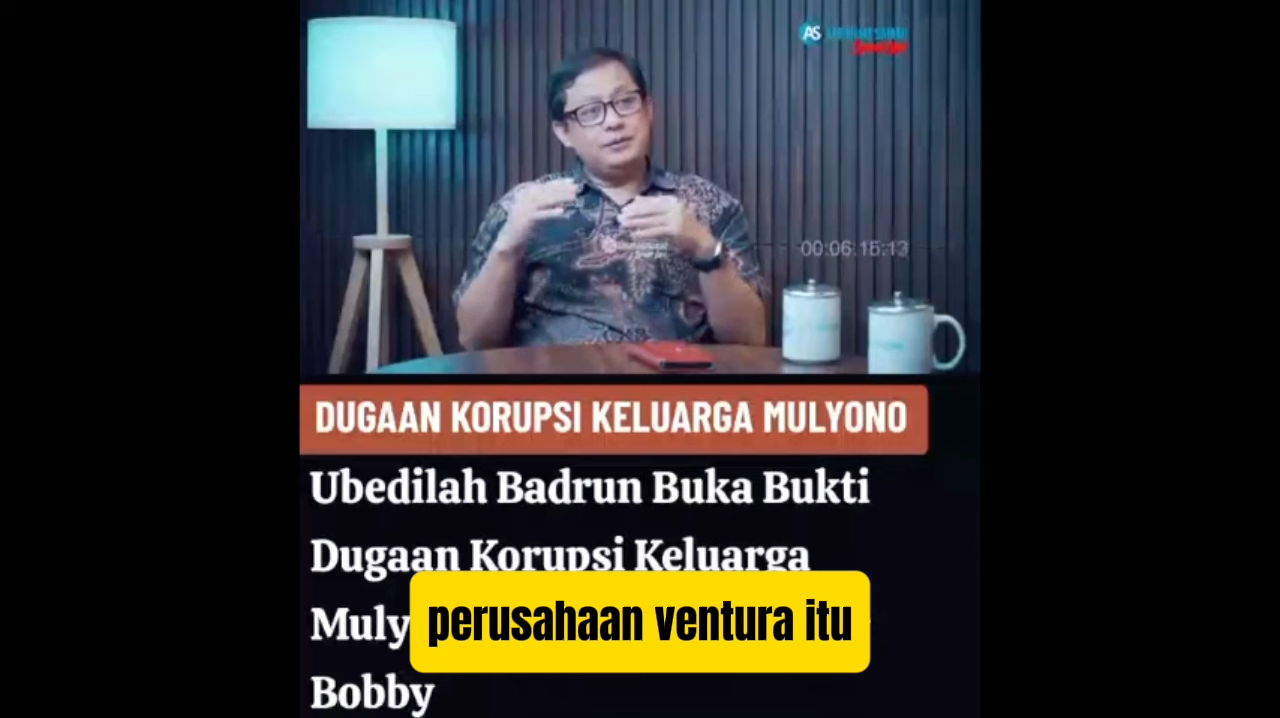 AS
00:06:15:13
DUGAAN KORUPSI KELUARGA MULYONO
Ubedilah Badrun Buka Bukti
Dugaan Korupsi Keluarga
Muly
perusahaan ventura itu
Bobby